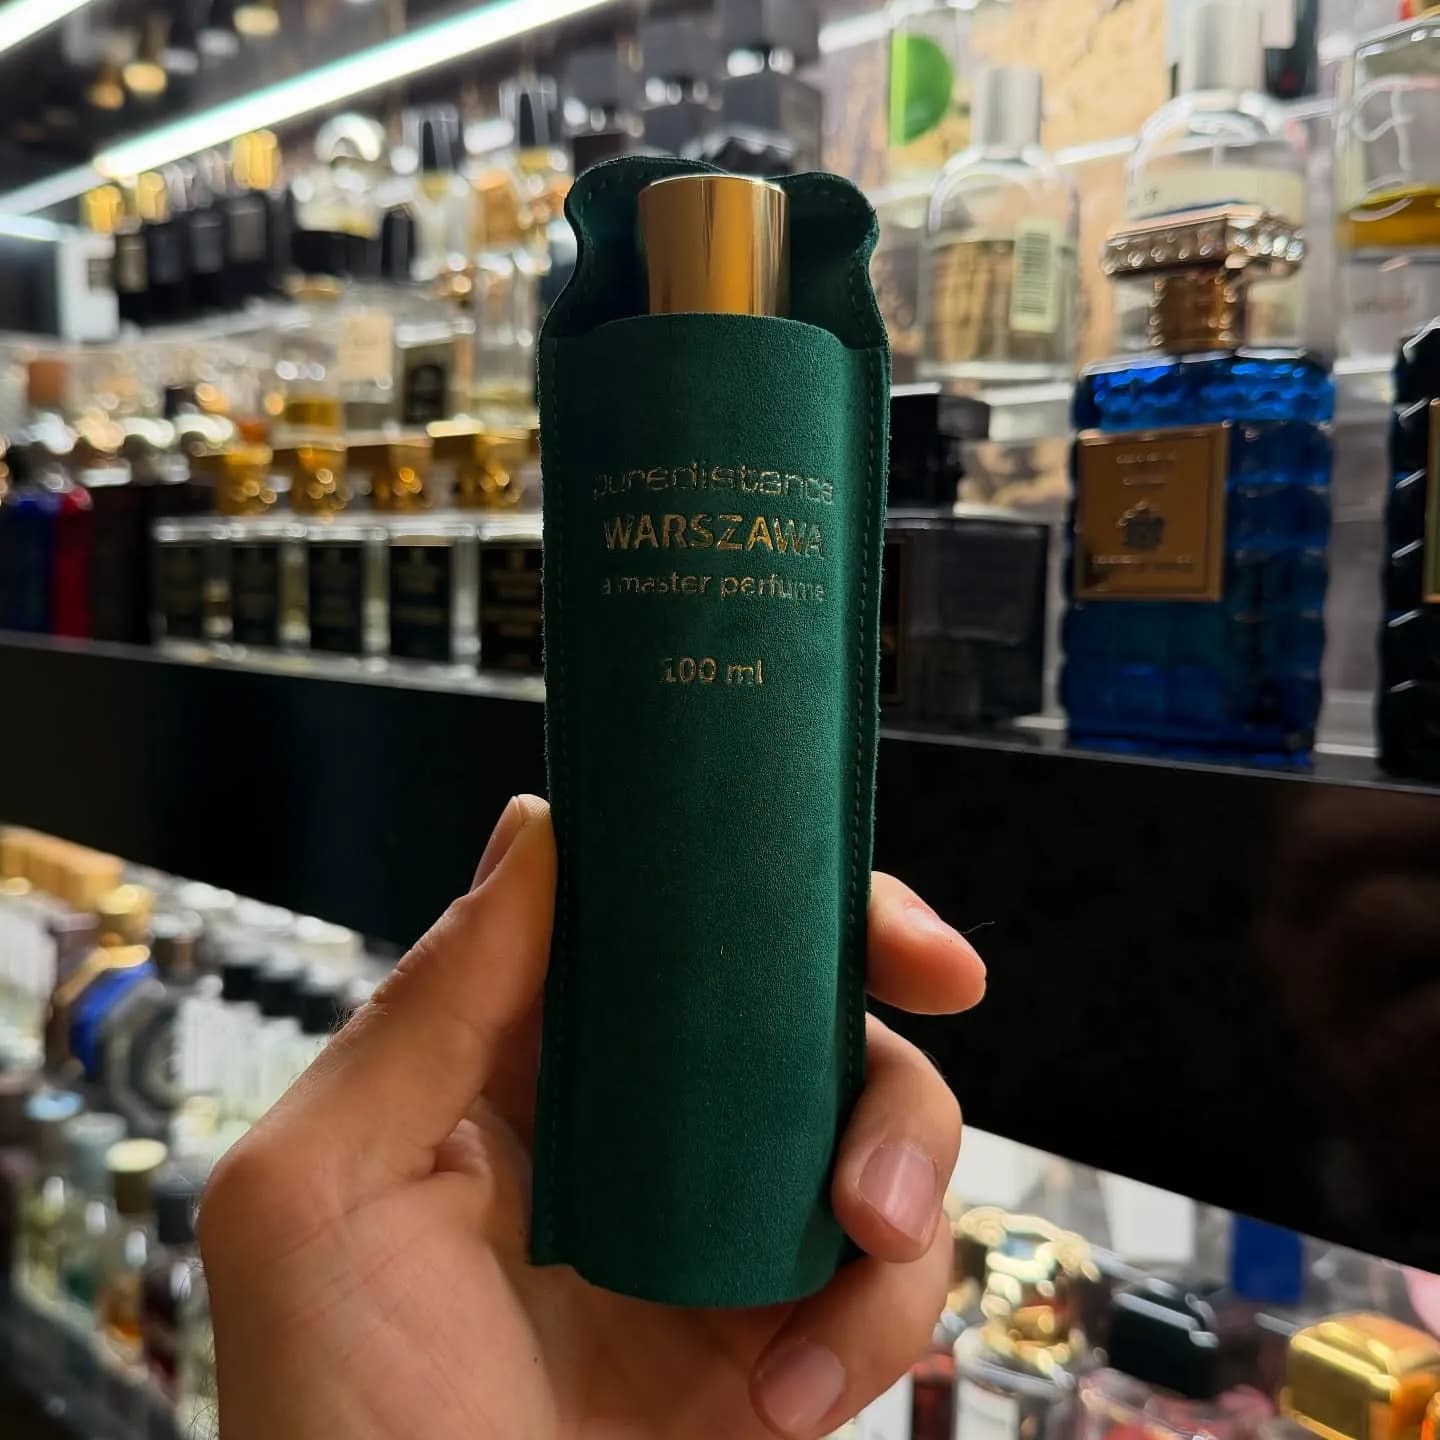 puredistance
WARSZAWA
a master perfume
100 ml